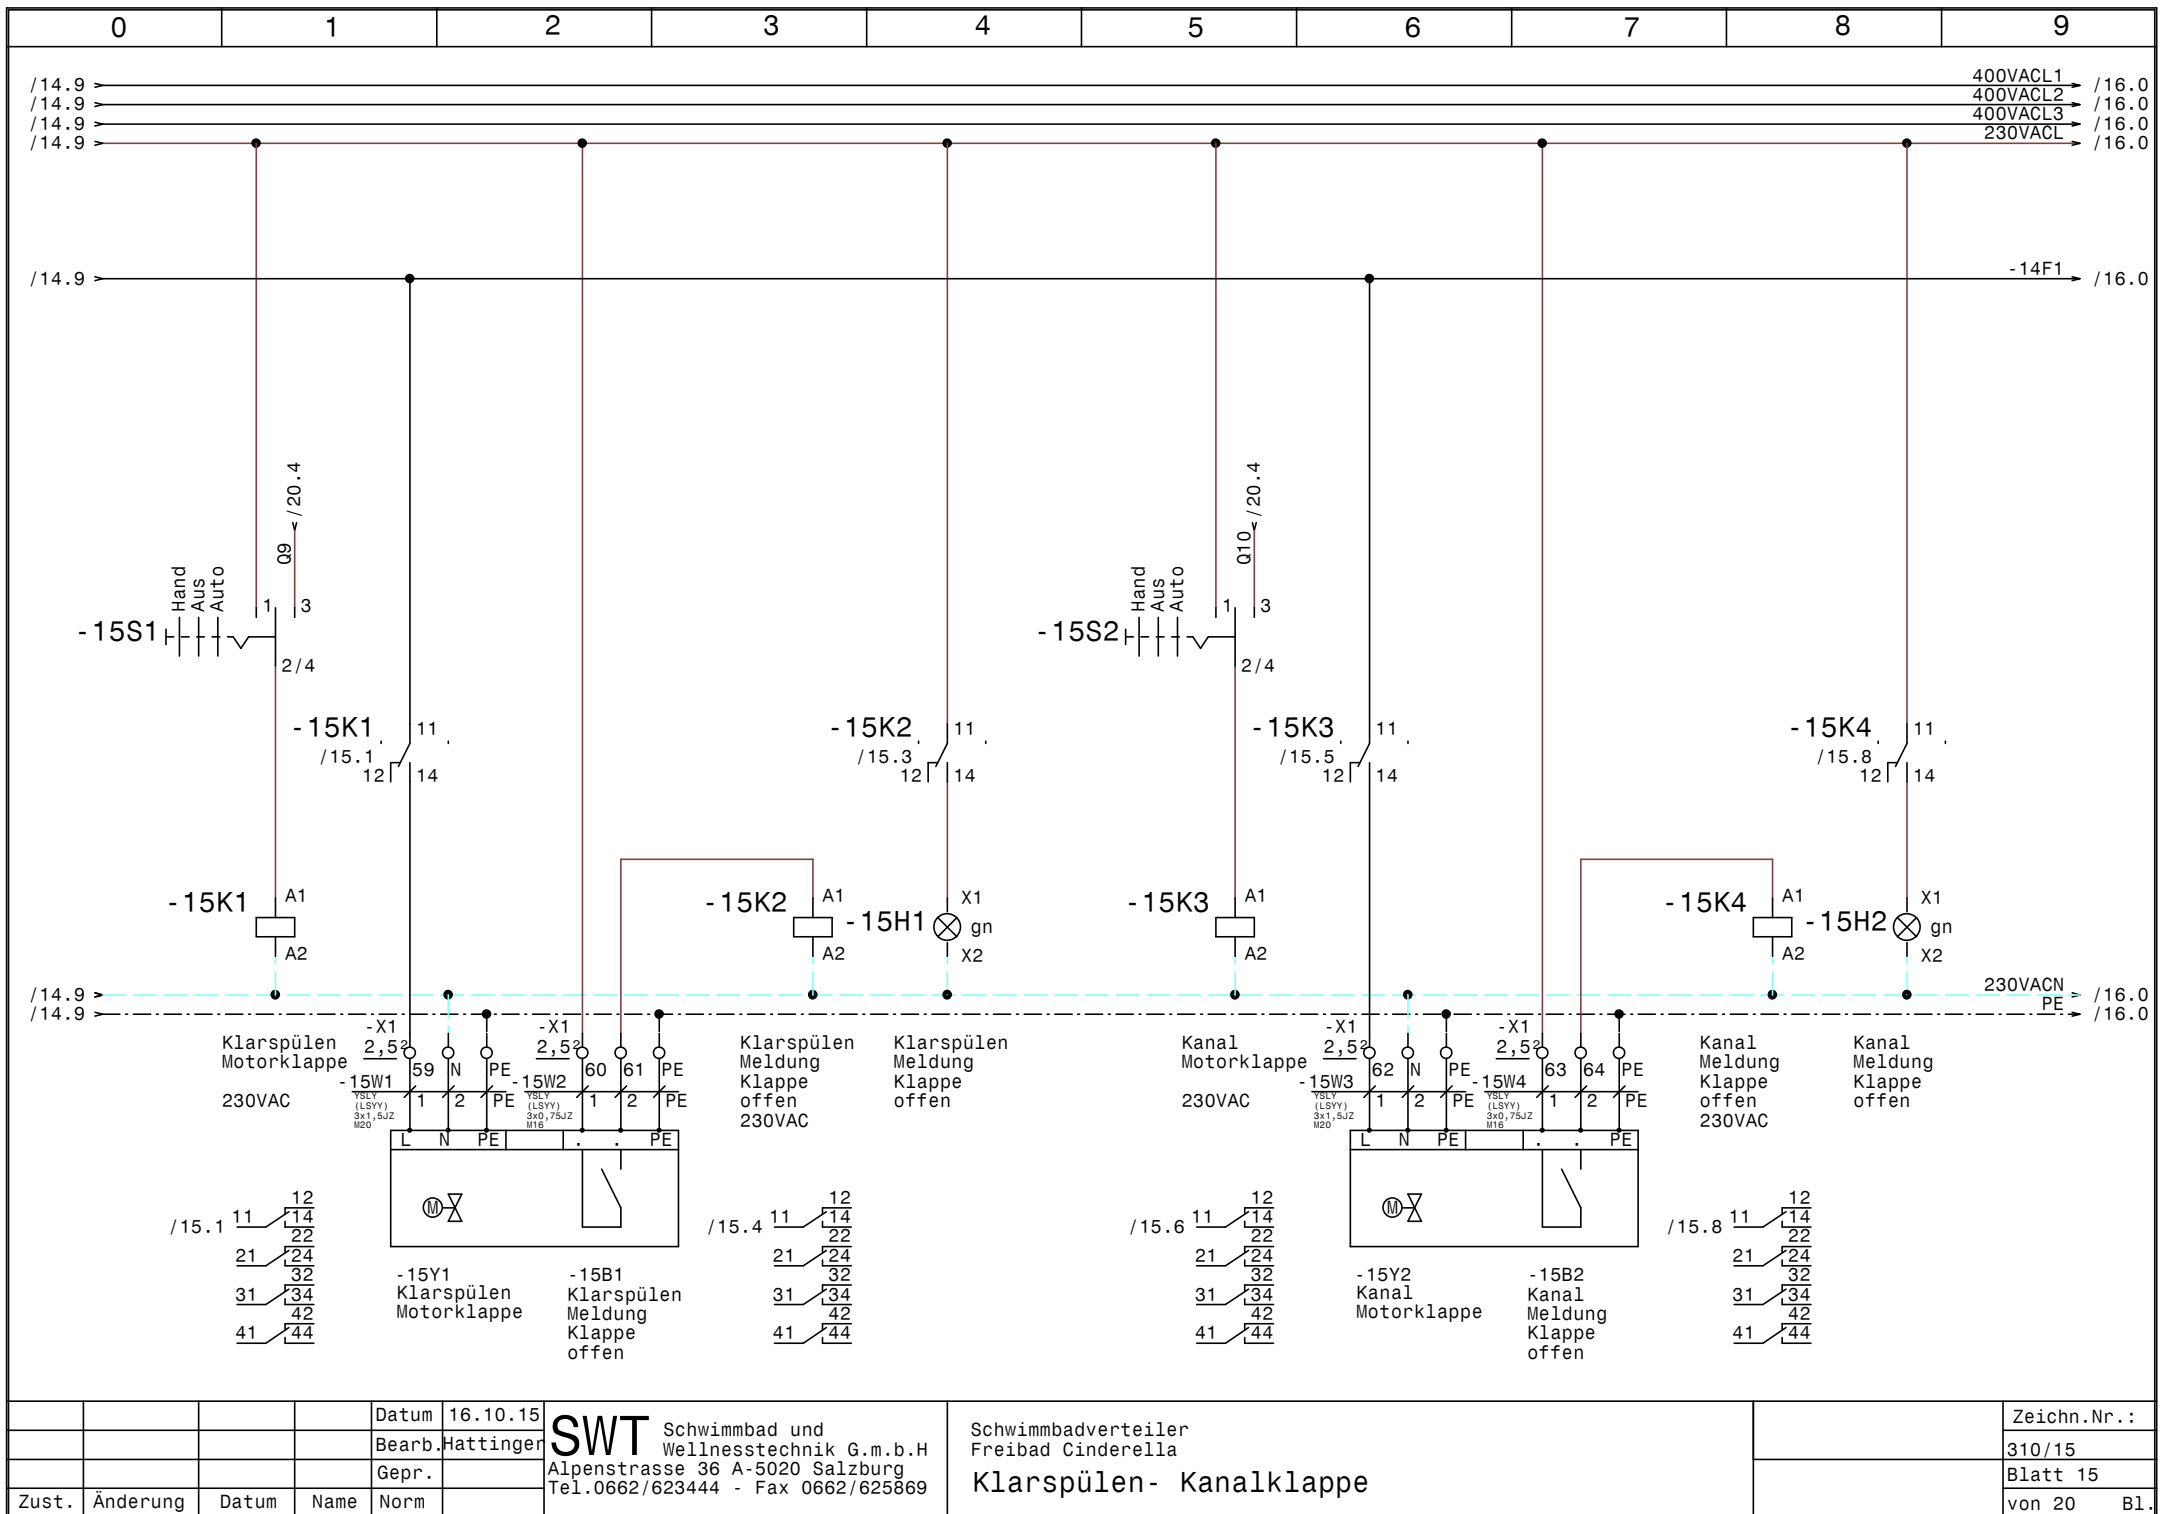 0 1 2 3 4 5 6 7 8 9
/14.9 400VACL1 /16.0
/14.9 400VACL2 /16.0
/14.9 400VACL3 /16.0
/14.9 230VACL /16.0
/14.9 -14F1 /16.0
/20.4 /20.4
Q9 Q10
Hand Aus Auto Hand Aus Auto
1 3 1 3
-15S1 -15S2
2/4 2/4
-15K1 11 -15K2 11 -15K3 11 -15K4 11
/15.1 /15.3 /15.5 /15.8
12 14 12 14 12 14 12 14
-15K1 A1 -15K2 A1 -15H1 X1 -15K3 A1 -15K4 A1 -15H2 X1
gn gn
A2 A2 X2 A2 A2 X2
/14.9 230VACN /16.0
/14.9 PE /16.0
Klarspülen
Motorklappe
230VAC
-X1
2,5²
59 N PE
-15W1
YSLY
(LSYY)
3x1,5JZ
M20
1 2 PE
-X1
2,5²
60 61 PE
-15W2
YSLY
(LSYY)
3x0,75JZ
M16
1 2 PE
Klarspülen
Meldung
Klappe
offen
230VAC
Klarspülen
Meldung
Klappe
offen
Kanal
Motorklappe
230VAC
-X1
2,5²
62 N PE
-15W3
YSLY
(LSYY)
3x1,5JZ
M20
1 2 PE
-X1
2,5²
63 64 PE
-15W4
YSLY
(LSYY)
3x0,75JZ
M16
1 2 PE
Kanal
Meldung
Klappe
offen
230VAC
Kanal
Meldung
Klappe
offen
L N PE . . PE L N PE . . PE
M M
12 12 12 12
/15.1 11 14 /15.4 11 14 /15.6 11 14 /15.8 11 14
22 22 22 22
21 24 21 24 21 24 21 24
32 32 32 32
31 34 31 34 31 34 31 34
42 42 42 42
41 44 41 44 41 44 41 44
-15Y1
Klarspülen
Motorklappe
-15B1
Klarspülen
Meldung
Klappe
offen
-15Y2
Kanal
Motorklappe
-15B2
Kanal
Meldung
Klappe
offen
Datum 16.10.15
Bearb. Hattinger
Gepr.
Zust. Änderung Datum Name Norm
SWT Schwimmbad und
Wellnesstechnik G.m.b.H
Alpenstrasse 36 A-5020 Salzburg
Tel.0662/623444 - Fax 0662/625869
Schwimmbadverteiler
Freibad Cinderella
Klarspülen- Kanalklappe
Zeichn.Nr.:
310/15
Blatt 15
von 20 Bl.